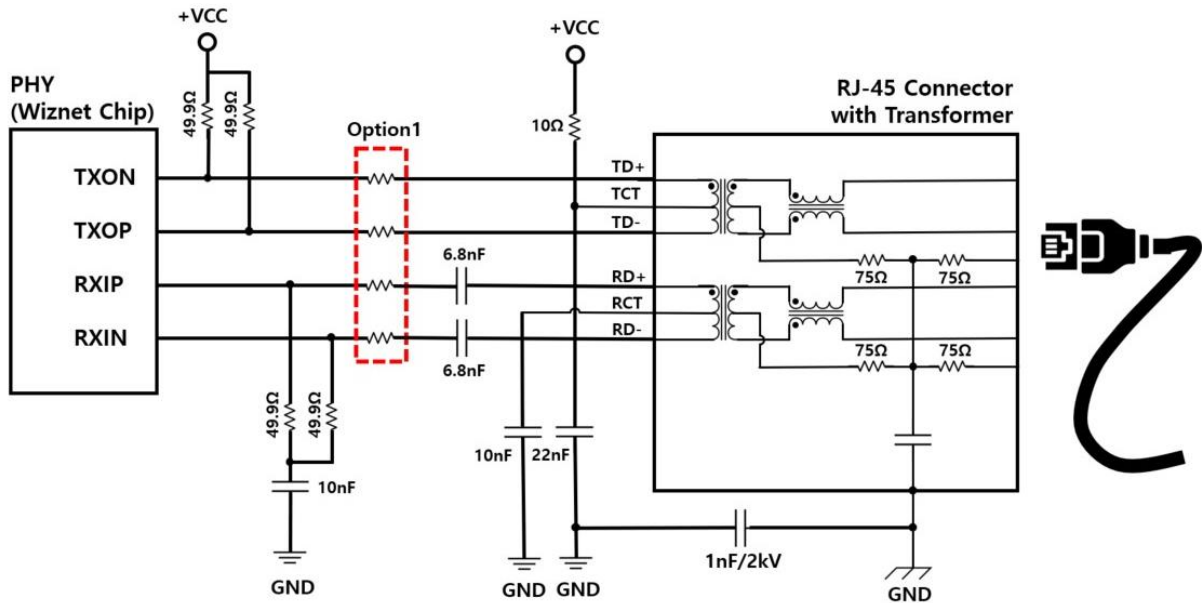 +VCC
+VCC
PHY
(Wiznet Chip)
RJ-45 Connector
with Transformer
49.9Ω
49.9Ω
Option1
10Ω
TXON
TD+
TCT
TXOP
TD-
6.8nF
75Ω
75Ω
RXIP
RD+
RCT
RXIN
RD-
6.8nF
75Ω
75Ω
49.9Ω
49.9Ω
10nF
22nF
10nF
1nF/2kV
GND
GND
GND
GND